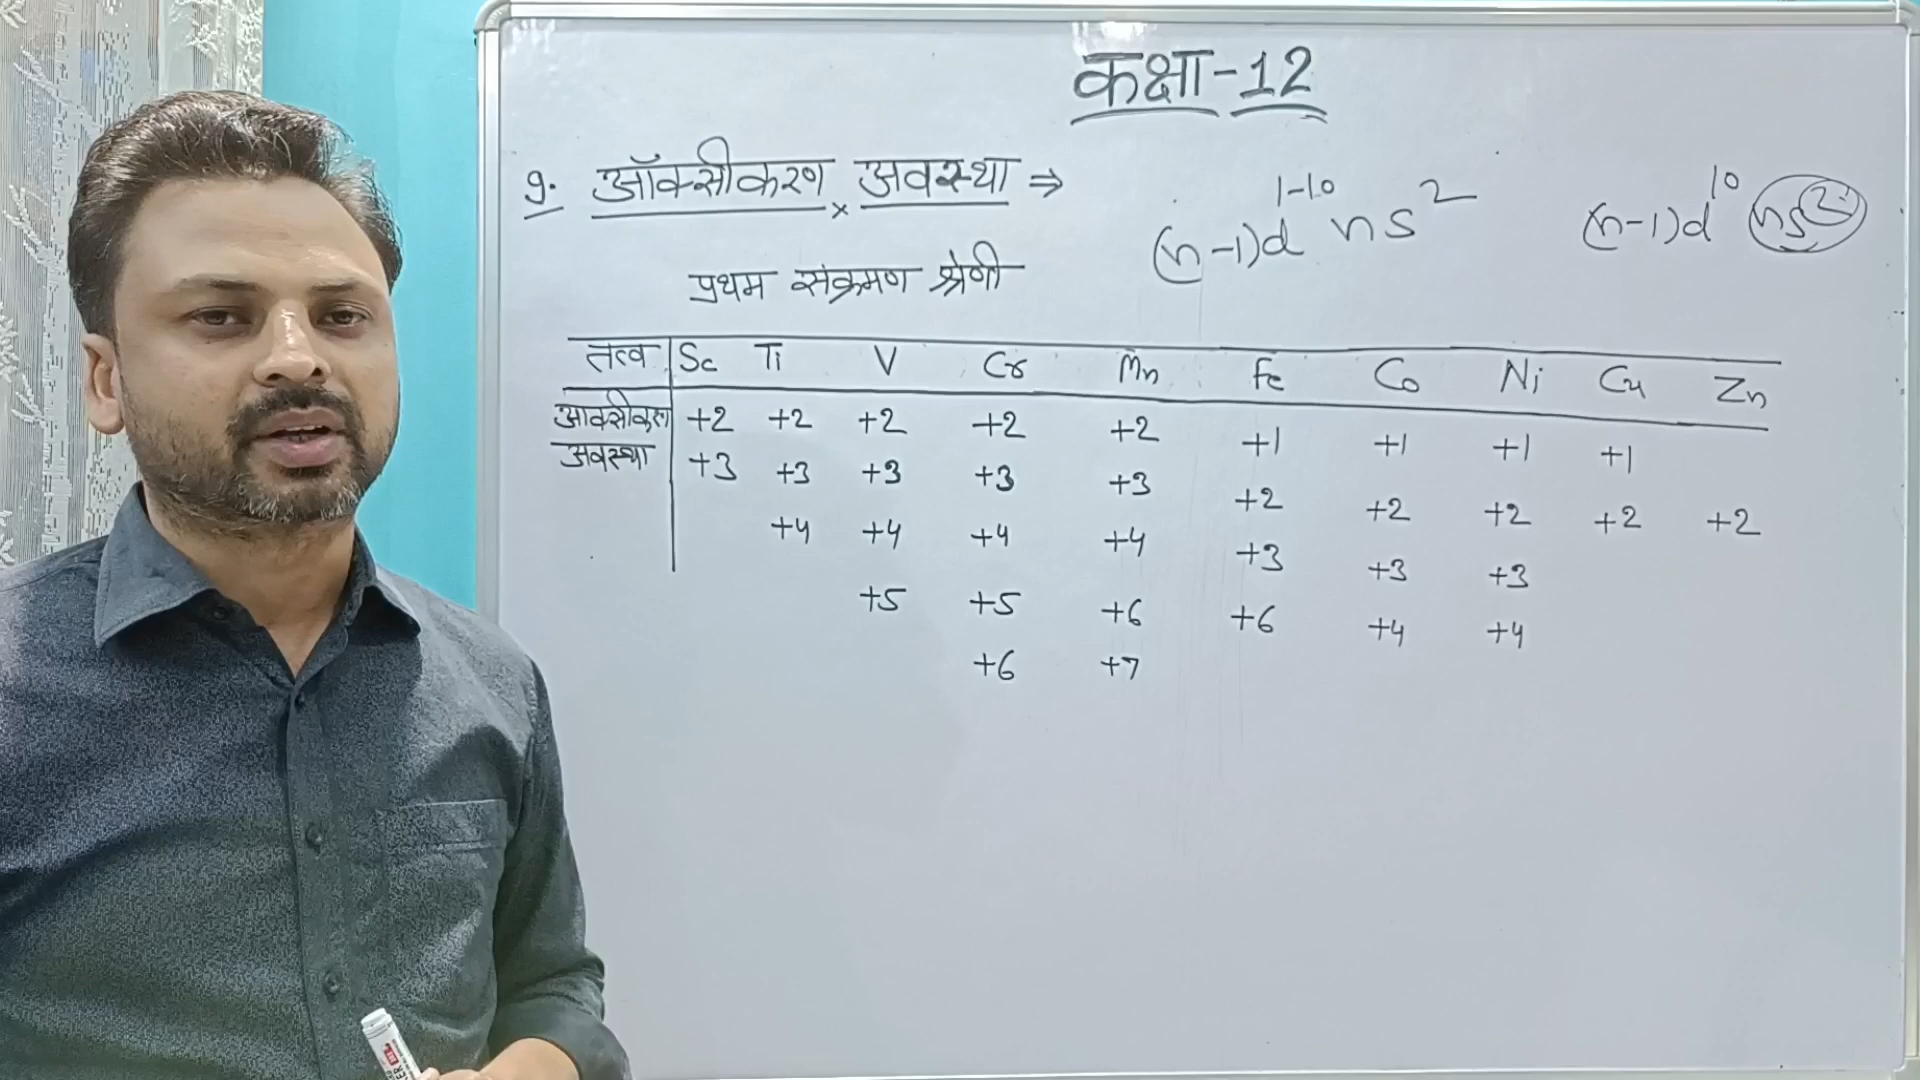 कक्षा-12
9. ऑक्सीकरण अवस्था ⇒
(n-1)d¹⁻¹⁰ ns²
(n-1)d¹⁰ ns²
प्रथम संक्रमण श्रेणी
तत्व Sc Ti V Cr Mn Fe Co Ni Cu Zn
आक्सीकरण +2 +2 +2 +2 +2 +1 +1 +1 +1
अवस्था +3 +3 +3 +3 +3 +2 +2 +2 +2 +2
+4 +4 +4 +4 +3 +3 +3
+5 +5 +6 +6 +4 +4
+6 +7